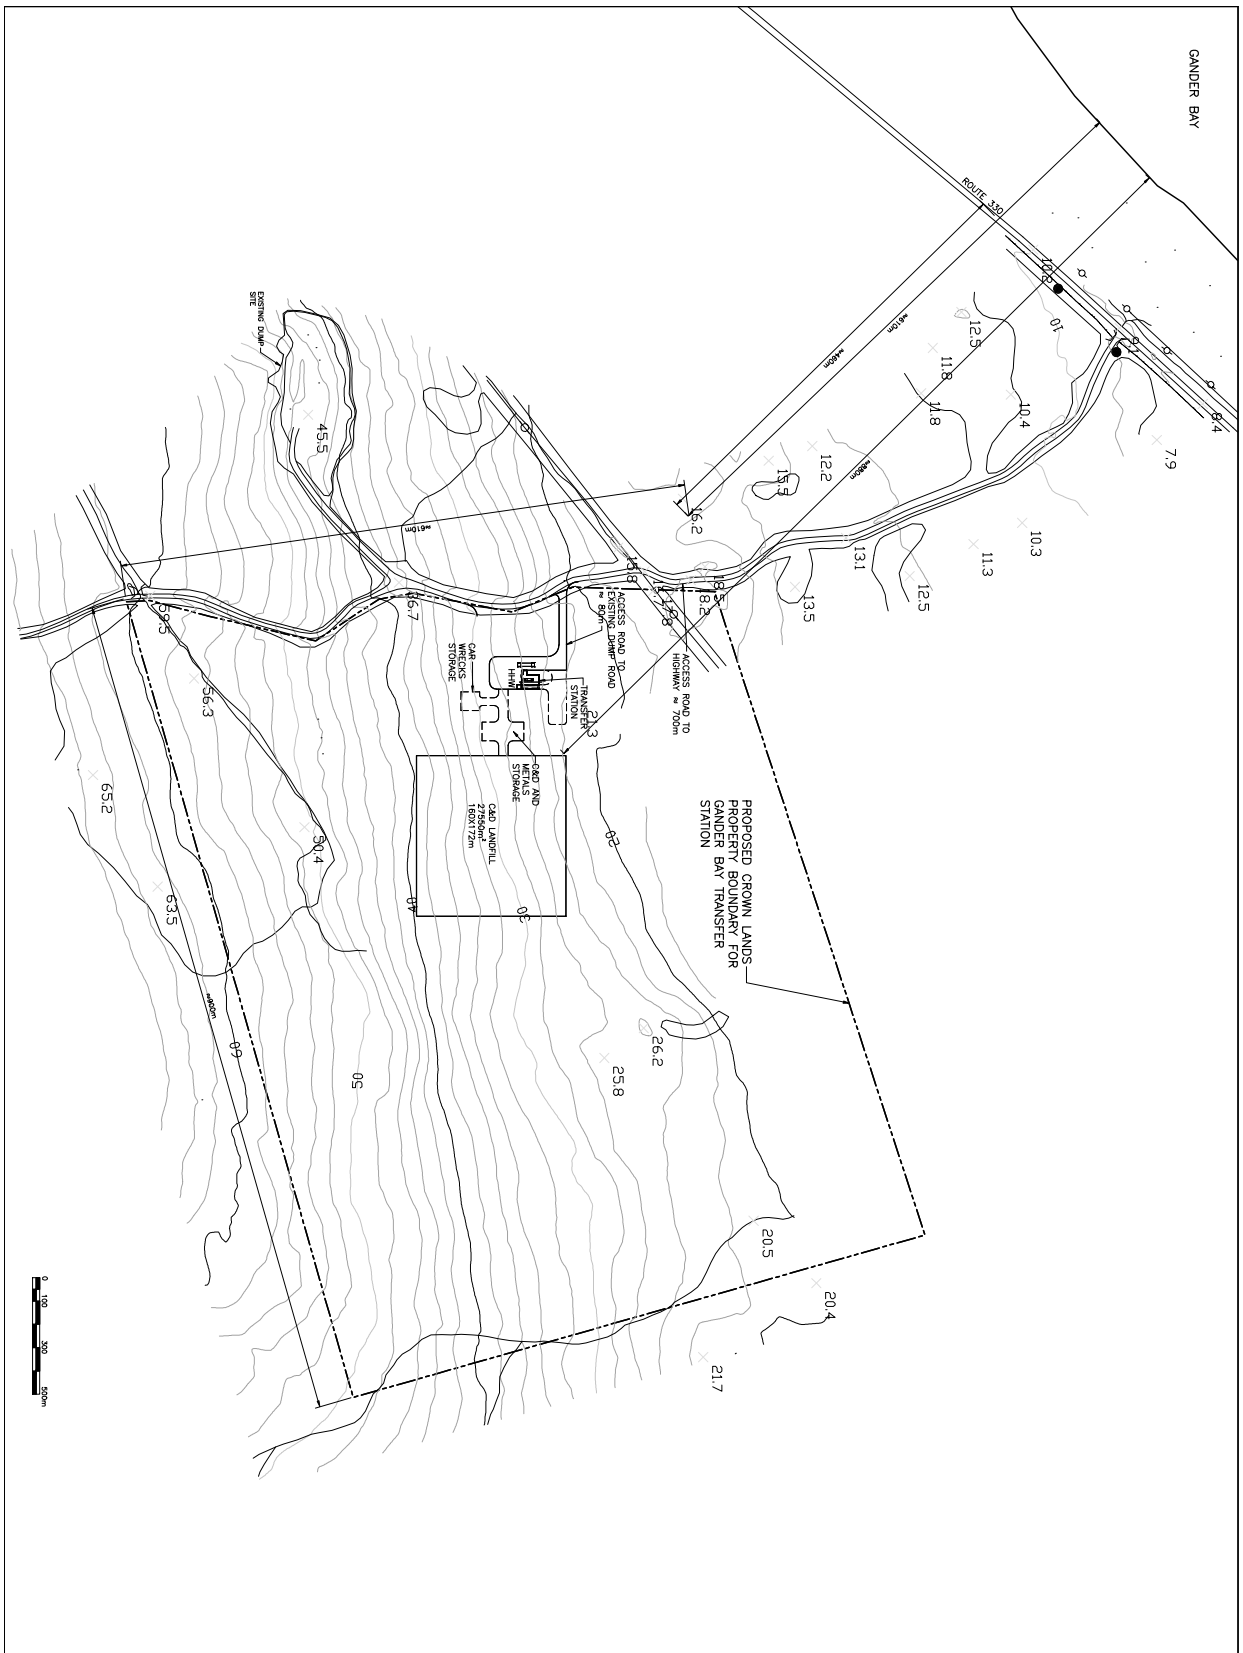 GANDER BAY
ROUTE 330
10.2
10
9.1
8.4
7.9
12.5
11.8
11.8
10.4
12.2
15.5
10.3
11.3
12.5
13.1
13.5
16.2
≈610m
≈460m
≈880m
EXISTING DUMP
SITE
45.5
≈610m
15.8
17.8
ACCESS ROAD TO
HIGHWAY ≈ 700m
ACCESS ROAD TO
EXISTING DUMP ROAD
≈ 80m
36.7
CAR
WRECKS
STORAGE
HHW
TRANSFER
STATION
21.3
C&D AND
METALS
STORAGE
C&D LANDFILL
27550m²
160X172m
PROPOSED CROWN LANDS
PROPERTY BOUNDARY FOR
GANDER BAY TRANSFER
STATION
20
30
40
50
60
59.5
56.3
65.2
50.4
63.5
≈900m
26.2
25.8
20.5
20.4
21.7
0 100 300 500m